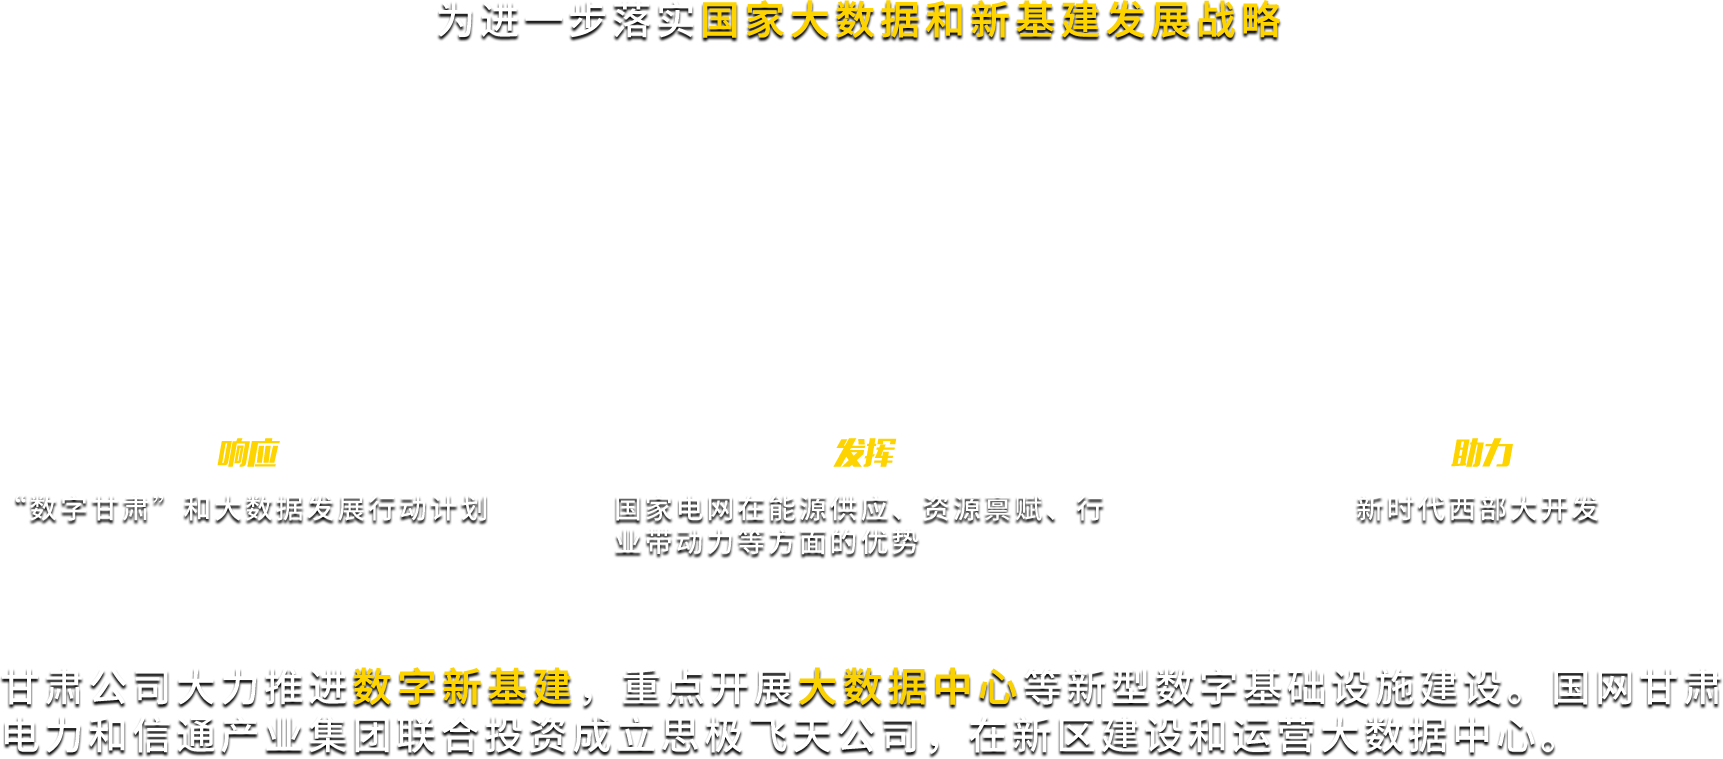 为进一步落实国家大数据和新基建发展战略
响应
发挥
助力
“数字甘肃”和大数据发展行动计划
国家电网在能源供应、资源禀赋、行
业带动力等方面的优势
新时代西部大开发
甘肃公司大力推进数字新基建，重点开展大数据中心等新型数字基础设施建设。国网甘肃
电力和信通产业集团联合投资成立思极飞天公司，在新区建设和运营大数据中心。